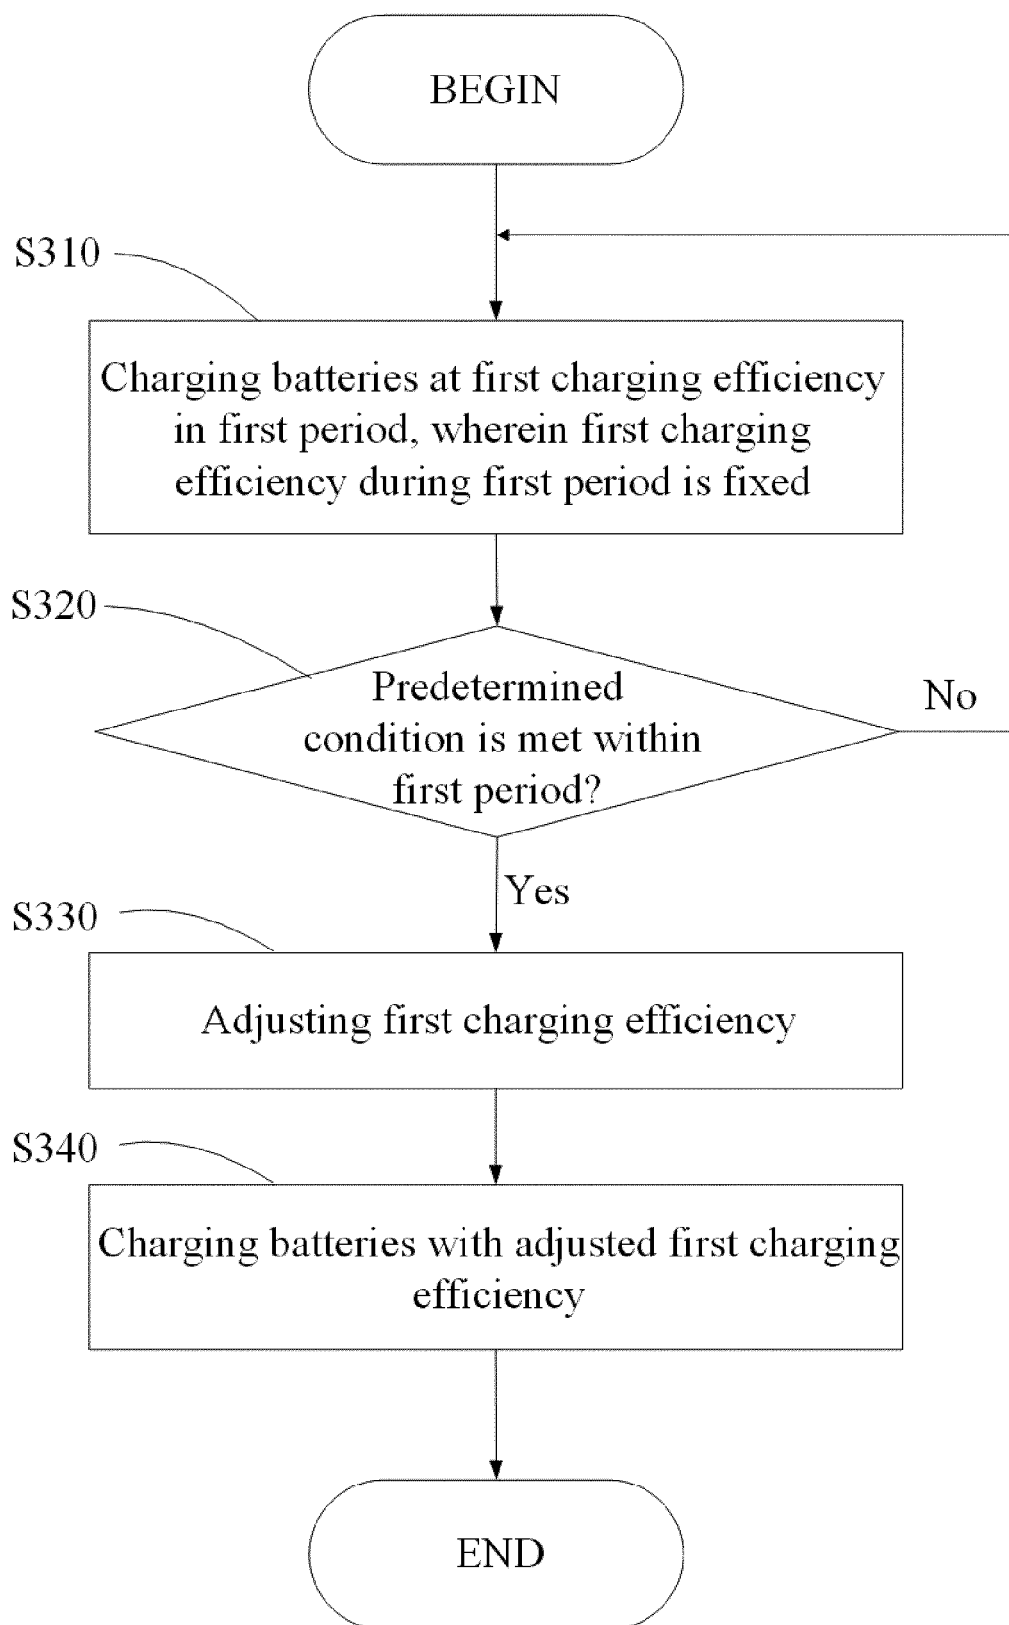 BEGIN
S310
Charging batteries at first charging efficiency
in first period, wherein first charging
efficiency during first period is fixed
S320
Predetermined
condition is met within
first period?
No
Yes
S330
Adjusting first charging efficiency
S340
Charging batteries with adjusted first charging
efficiency
END